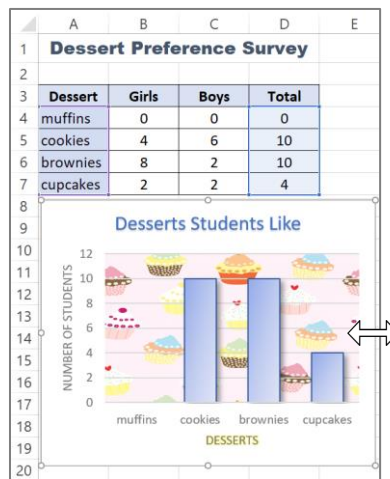 A B C D E
1 Dessert Preference Survey
2
3 Dessert Girls Boys Total
4 muffins 0 0 0
5 cookies 4 6 10
6 brownies 8 2 10
7 cupcakes 2 2 4
8
9 Desserts Students Like
10
11
12
13
14
15
16
17
18
19
20
NUMBER OF STUDENTS
12
10
8
6
4
2
0
muffins cookies brownies cupcakes
DESSERTS